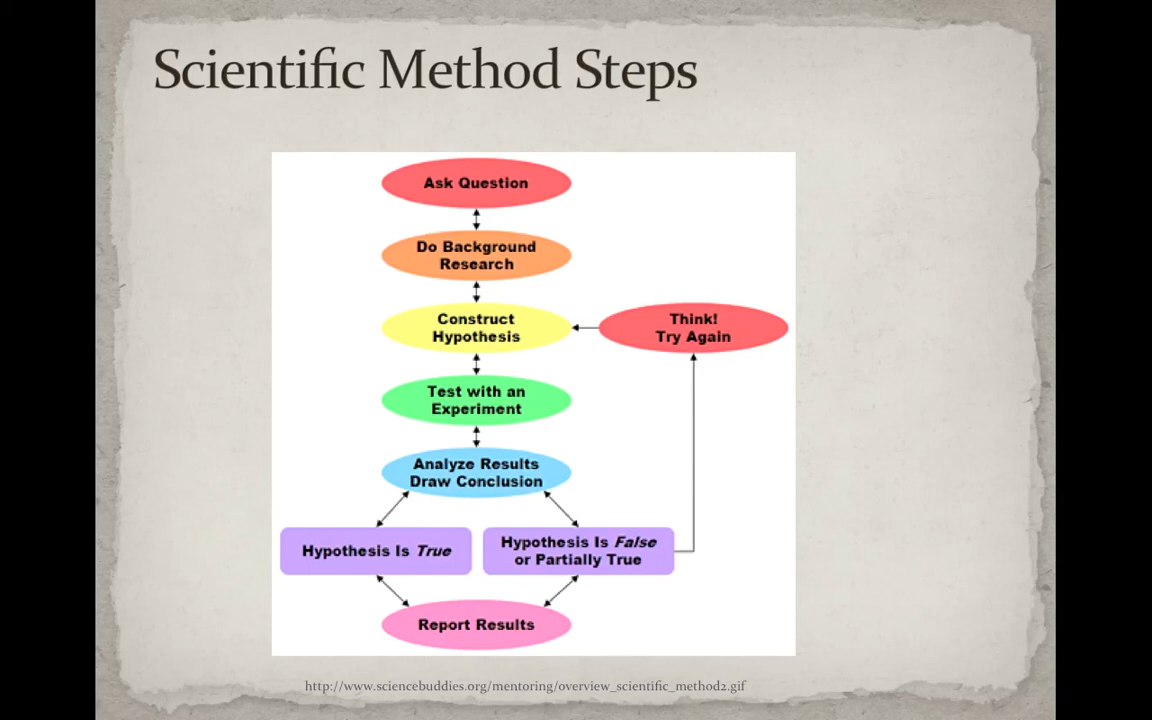 Scientific Method Steps
Ask Question
Do Background
Research
Construct
Hypothesis
Think!
Try Again
Test with an
Experiment
Analyze Results
Draw Conclusion
Hypothesis Is True
Hypothesis Is False
or Partially True
Report Results
http://www.sciencebuddies.org/mentoring/overview_scientific_method2.gif